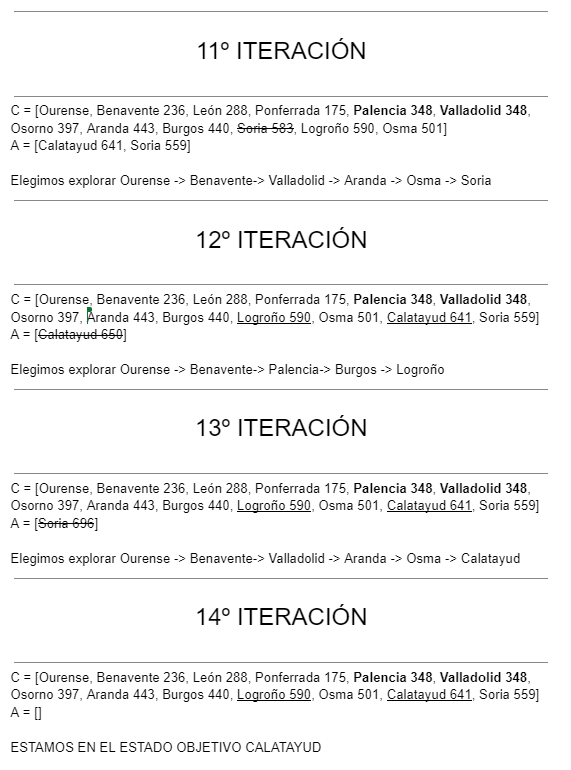 11º ITERACIÓN
C = [Ourense, Benavente 236, León 288, Ponferrada 175, Palencia 348, Valladolid 348,
Osorno 397, Aranda 443, Burgos 440, Soria 583, Logroño 590, Osma 501]
A = [Calatayud 641, Soria 559]
Elegimos explorar Ourense -> Benavente-> Valladolid -> Aranda -> Osma -> Soria
12º ITERACIÓN
C = [Ourense, Benavente 236, León 288, Ponferrada 175, Palencia 348, Valladolid 348,
Osorno 397, Aranda 443, Burgos 440, Logroño 590, Osma 501, Calatayud 641, Soria 559]
A = [Calatayud 650]
Elegimos explorar Ourense -> Benavente-> Palencia-> Burgos -> Logroño
13º ITERACIÓN
C = [Ourense, Benavente 236, León 288, Ponferrada 175, Palencia 348, Valladolid 348,
Osorno 397, Aranda 443, Burgos 440, Logroño 590, Osma 501, Calatayud 641, Soria 559]
A = [Soria 696]
Elegimos explorar Ourense -> Benavente-> Valladolid -> Aranda -> Osma -> Calatayud
14º ITERACIÓN
C = [Ourense, Benavente 236, León 288, Ponferrada 175, Palencia 348, Valladolid 348,
Osorno 397, Aranda 443, Burgos 440, Logroño 590, Osma 501, Calatayud 641, Soria 559]
A = []
ESTAMOS EN EL ESTADO OBJETIVO CALATAYUD